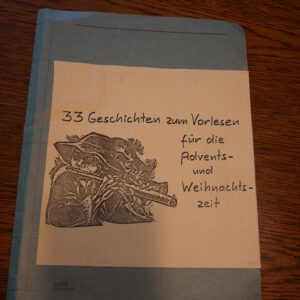 33 Geschichten zum Vorlesen
für die
Advents-
und
Weihnachts-
zeit